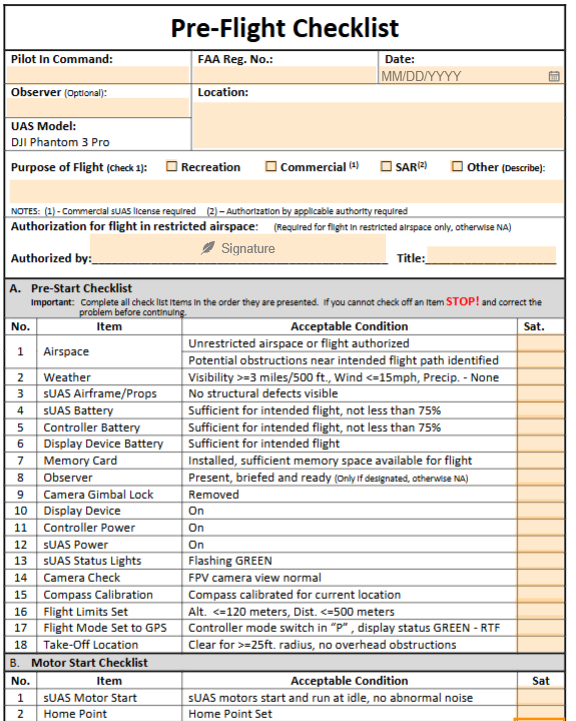 Pre-Flight Checklist
Pilot In Command:
FAA Reg. No.:
Date:
MM/DD/YYYY
Observer (Optional):
Location:
UAS Model:
DJI Phantom 3 Pro
Purpose of Flight (Check 1): Recreation Commercial (1) SAR(2) Other (Describe):
NOTES: (1) - Commercial sUAS license required (2) – Authorization by applicable authority required
Authorization for flight in restricted airspace: (Required for flight in restricted airspace only, otherwise NA)
Signature
Authorized by: Title:
A. Pre-Start Checklist
Important: Complete all check list items in the order they are presented. If you cannot check off an item STOP! and correct the
problem before continuing.
No. Item Acceptable Condition Sat.
1 Airspace Unrestricted airspace or flight authorized
Potential obstructions near intended flight path identified
2 Weather Visibility >=3 miles/500 ft., Wind <=15mph, Precip. - None
3 sUAS Airframe/Props No structural defects visible
4 sUAS Battery Sufficient for intended flight, not less than 75%
5 Controller Battery Sufficient for intended flight, not less than 75%
6 Display Device Battery Sufficient for intended flight
7 Memory Card Installed, sufficient memory space available for flight
8 Observer Present, briefed and ready (Only if designated, otherwise NA)
9 Camera Gimbal Lock Removed
10 Display Device On
11 Controller Power On
12 sUAS Power On
13 sUAS Status Lights Flashing GREEN
14 Camera Check FPV camera view normal
15 Compass Calibration Compass calibrated for current location
16 Flight Limits Set Alt. <=120 meters, Dist. <=500 meters
17 Flight Mode Set to GPS Controller mode switch in "P" , display status GREEN - RTF
18 Take-Off Location Clear for >=25ft. radius, no overhead obstructions
B. Motor Start Checklist
No. Item Acceptable Condition Sat
1 sUAS Motor Start sUAS motors start and run at idle, no abnormal noise
2 Home Point Home Point Set